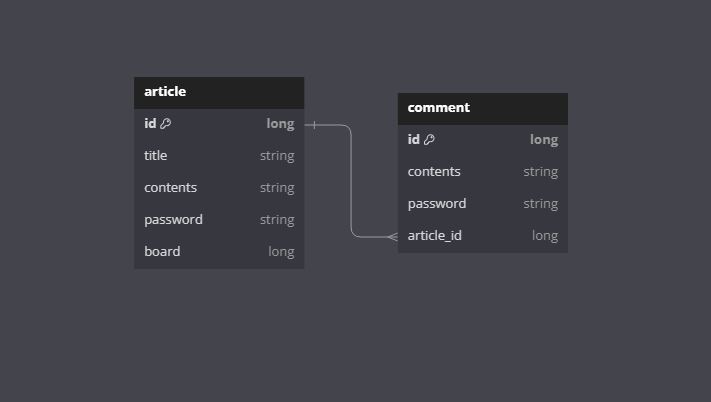 article
id long
title string
contents string
password string
board long
comment
id long
contents string
password string
article_id long